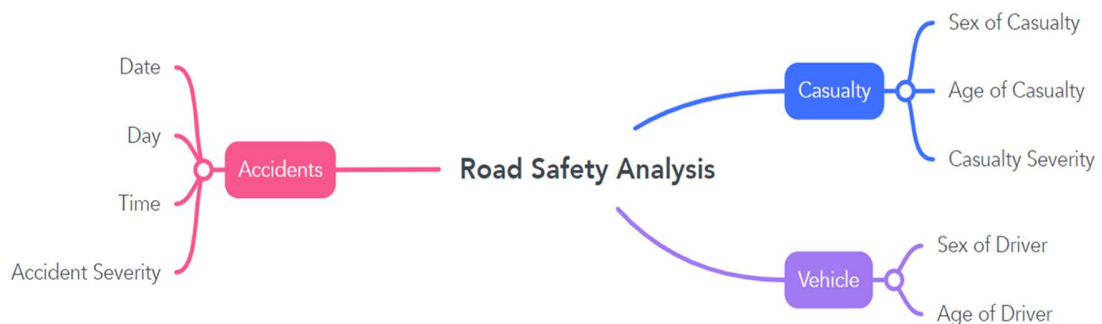 Road Safety Analysis
Accidents
Date
Day
Time
Accident Severity
Casualty
Sex of Casualty
Age of Casualty
Casualty Severity
Vehicle
Sex of Driver
Age of Driver